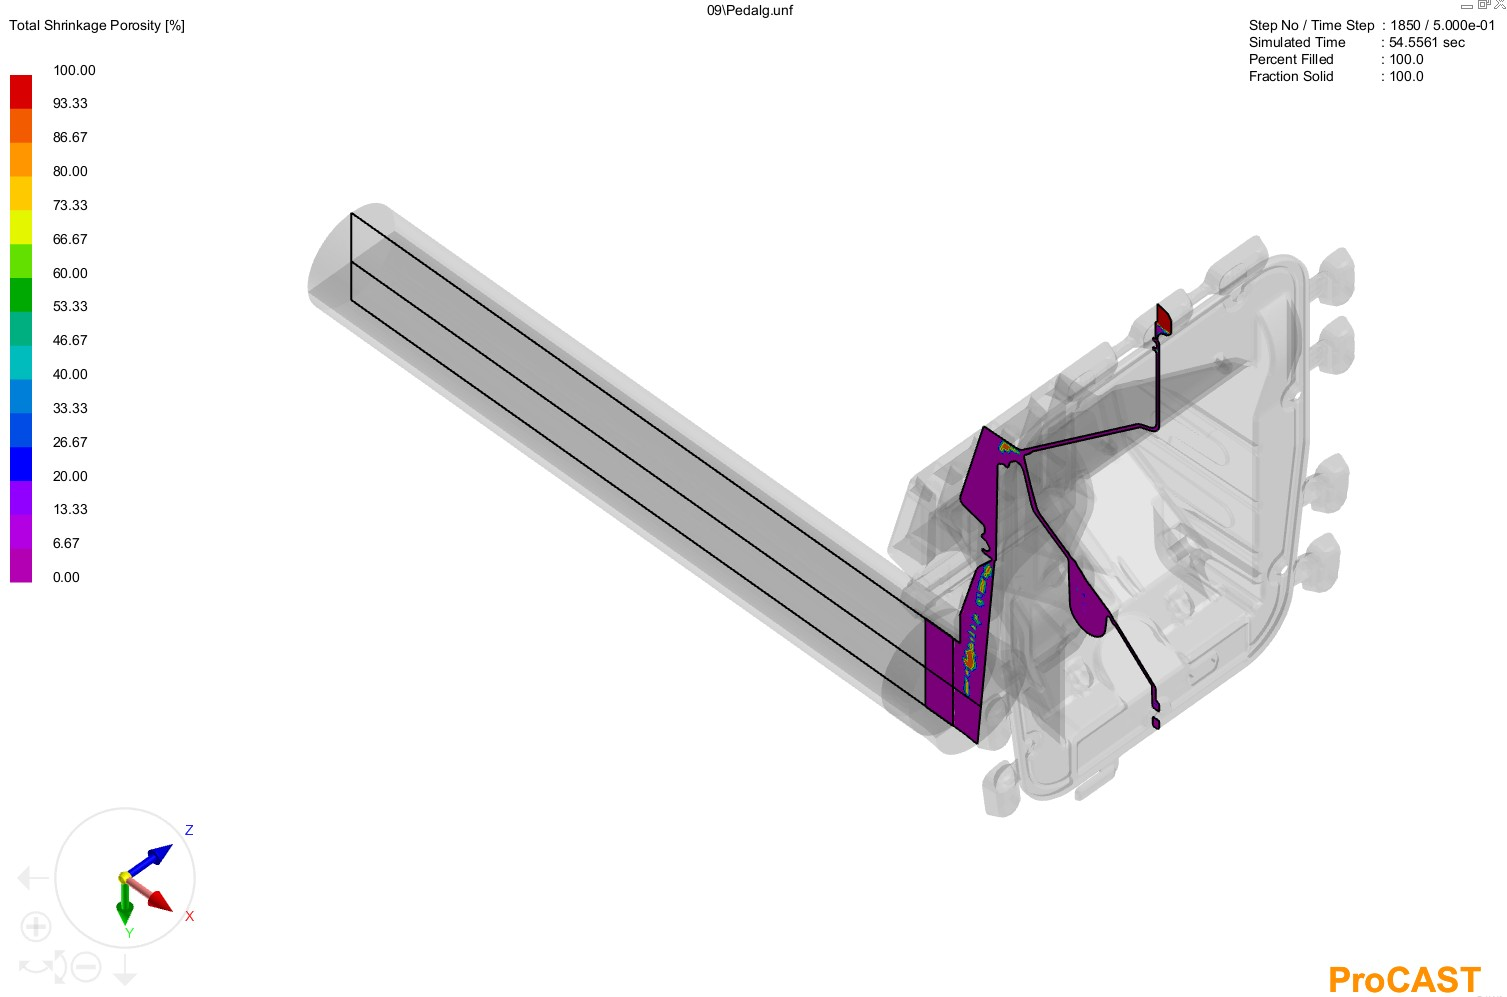 09\Pedalg.unf
Total Shrinkage Porosity [%]
Step No / Time Step : 1850 / 5.000e-01
Simulated Time : 54.5561 sec
Percent Filled : 100.0
Fraction Solid : 100.0
100.00
93.33
86.67
80.00
73.33
66.67
60.00
53.33
46.67
40.00
33.33
26.67
20.00
13.33
6.67
0.00
Z
X
Y
ProCAST